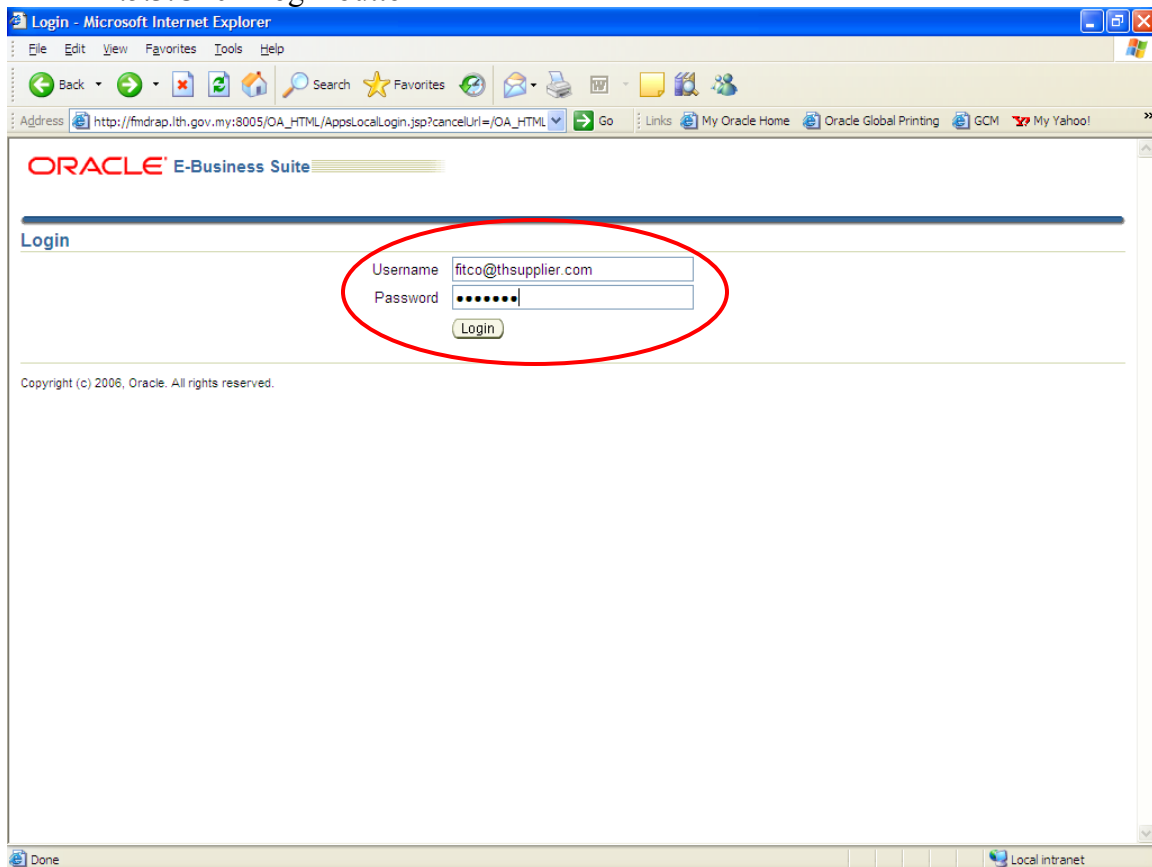 Login - Microsoft Internet Explorer
File Edit View Favorites Tools Help
Back Search Favorites
Address http://fmdrap.lth.gov.my:8005/OA_HTML/AppsLocalLogin.jsp?cancelUrl=/OA_HTML Go Links My Oracle Home Oracle Global Printing GCM My Yahoo! »
ORACLE E-Business Suite
Login
Username fitco@thsupplier.com
Password •••••••
Login
Copyright (c) 2006, Oracle. All rights reserved.
Done Local intranet